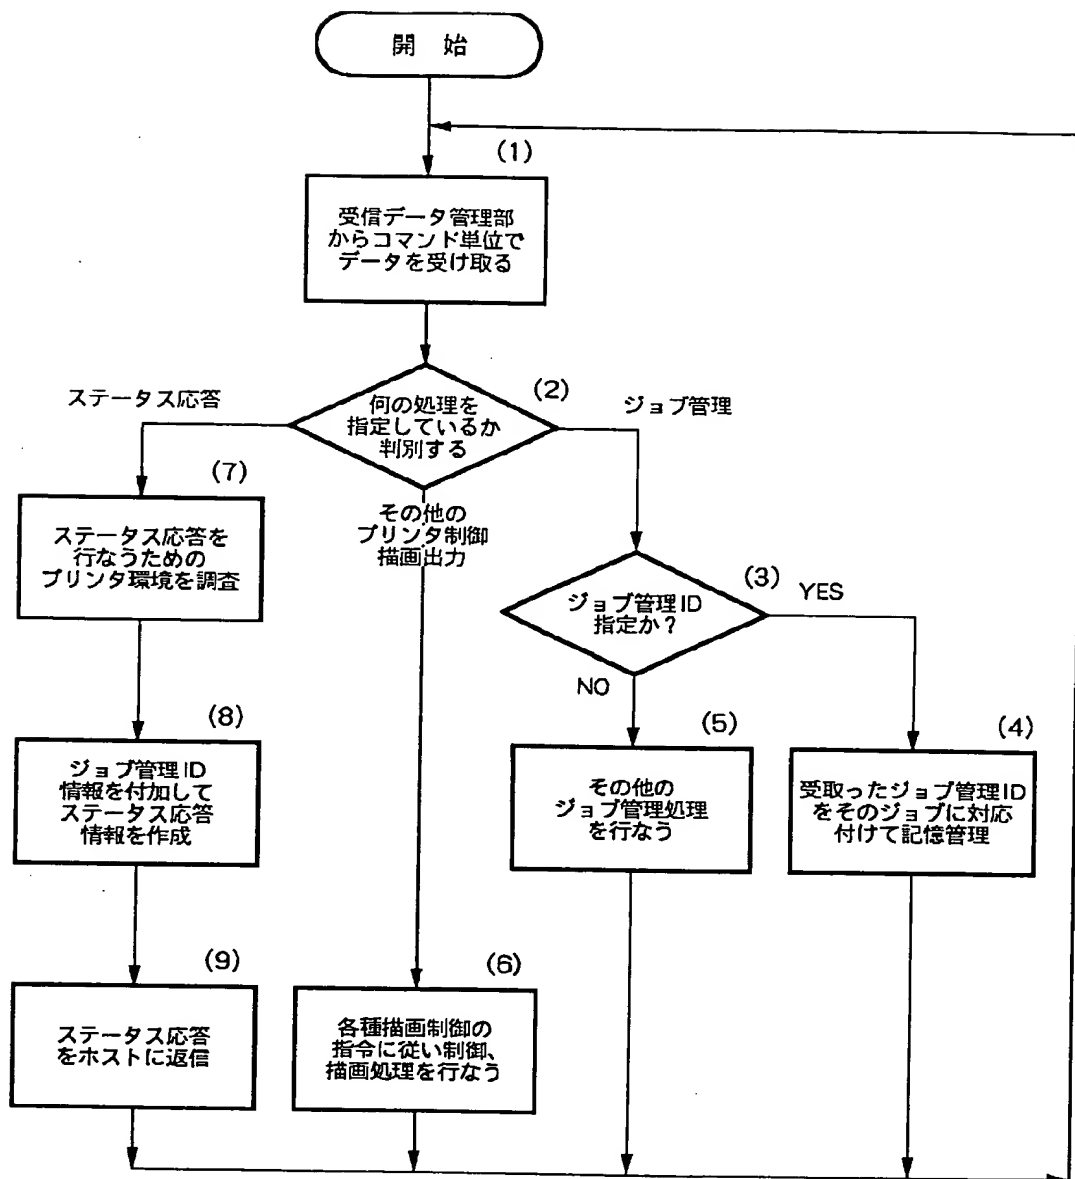 開 始
(1)
受信データ管理部
からコマンド単位で
データを受け取る
(2)
何の処理を
指定しているか
判別する
ステータス応答
ジョブ管理
その他の
プリンタ制御
描画出力
(7)
ステータス応答を
行なうための
プリンタ環境を調査
(3)
ジョブ管理ID
指定か?
YES
NO
(8)
ジョブ管理ID
情報を付加して
ステータス応答
情報を作成
(5)
その他の
ジョブ管理処理
を行なう
(4)
受取ったジョブ管理ID
をそのジョブに対応
付けて記憶管理
(9)
ステータス応答
をホストに返信
(6)
各種描画制御の
指令に従い制御、
描画処理を行なう